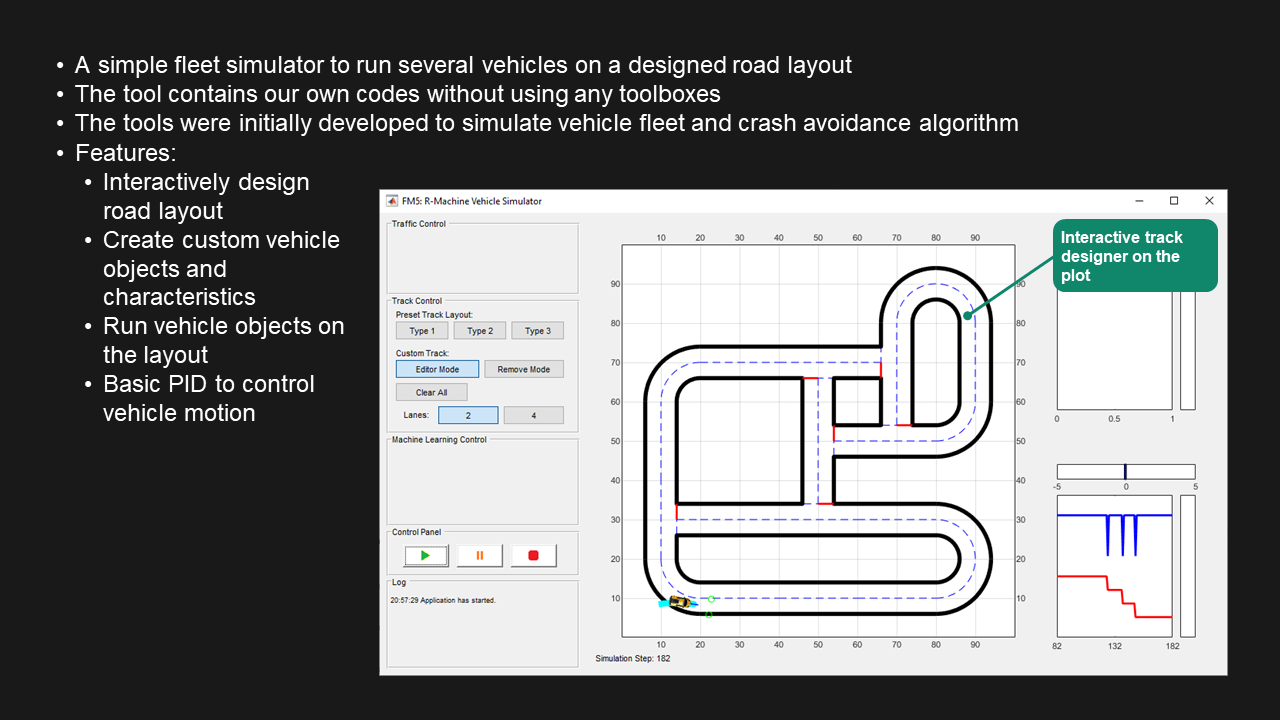 • A simple fleet simulator to run several vehicles on a designed road layout
• The tool contains our own codes without using any toolboxes
• The tools were initially developed to simulate vehicle fleet and crash avoidance algorithm
• Features:
• Interactively design
road layout
• Create custom vehicle
objects and
characteristics
• Run vehicle objects on
the layout
• Basic PID to control
vehicle motion
FM5: R-Machine Vehicle Simulator
Traffic Control
Track Control
Preset Track Layout:
Type 1 Type 2 Type 3
Custom Track:
Editor Mode Remove Mode
Clear All
Lanes: 2 4
Machine Learning Control
Control Panel
Log
20:57:29 Application has started.
10 20 30 40 50 60 70 80 90
90 90
80 80
70 70
60 60
50 50
40 40
30 30
20 20
10 10
10 20 30 40 50 60 70 80 90
Simulation Step: 182
Interactive track
designer on the
plot
0 0.5 1
-5 0 5
82 132 182